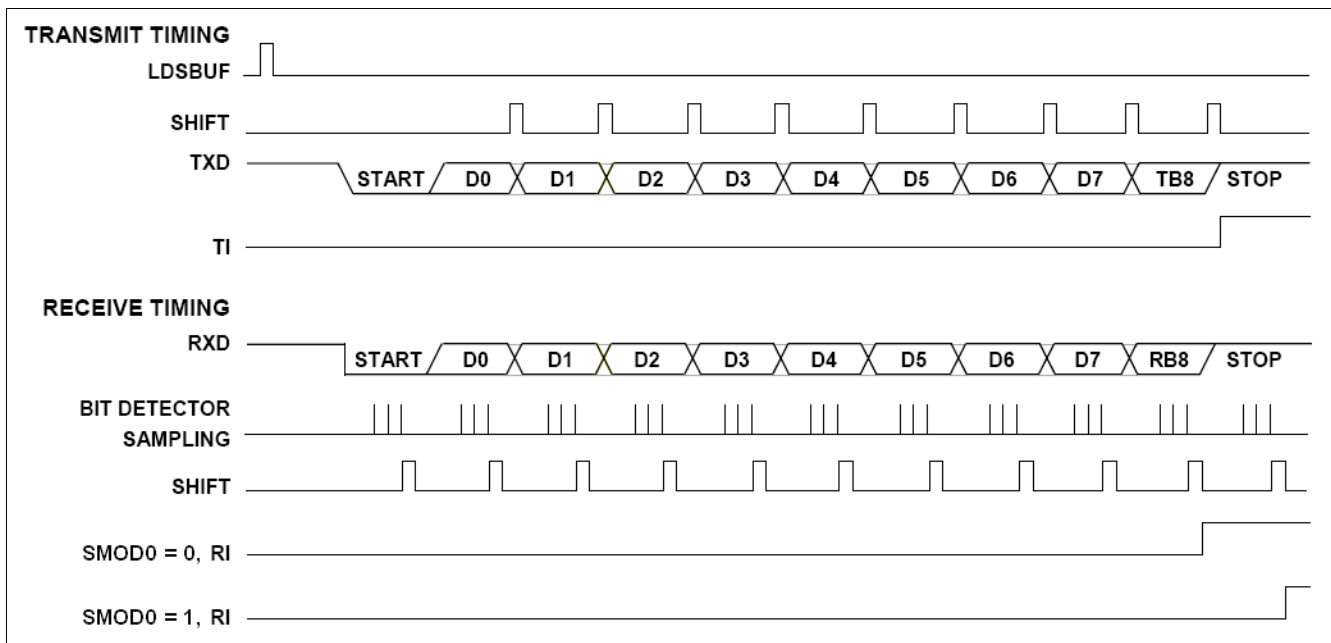 TRANSMIT TIMING
LDSBUF
SHIFT
TXD START D0 D1 D2 D3 D4 D5 D6 D7 TB8 STOP
TI
RECEIVE TIMING
RXD START D0 D1 D2 D3 D4 D5 D6 D7 RB8 STOP
BIT DETECTOR
SAMPLING
SHIFT
SMOD0 = 0, RI
SMOD0 = 1, RI